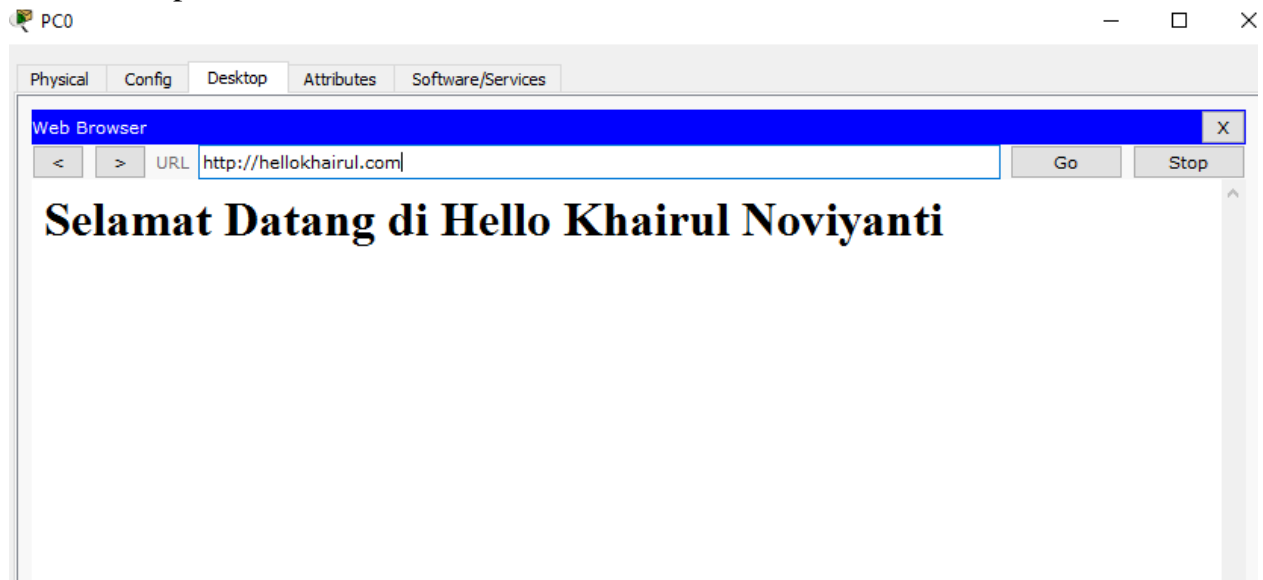 PC0
Physical Config Desktop Attributes Software/Services
Web Browser X
< > URL http://hellokhairul.com Go Stop
Selamat Datang di Hello Khairul Noviyanti